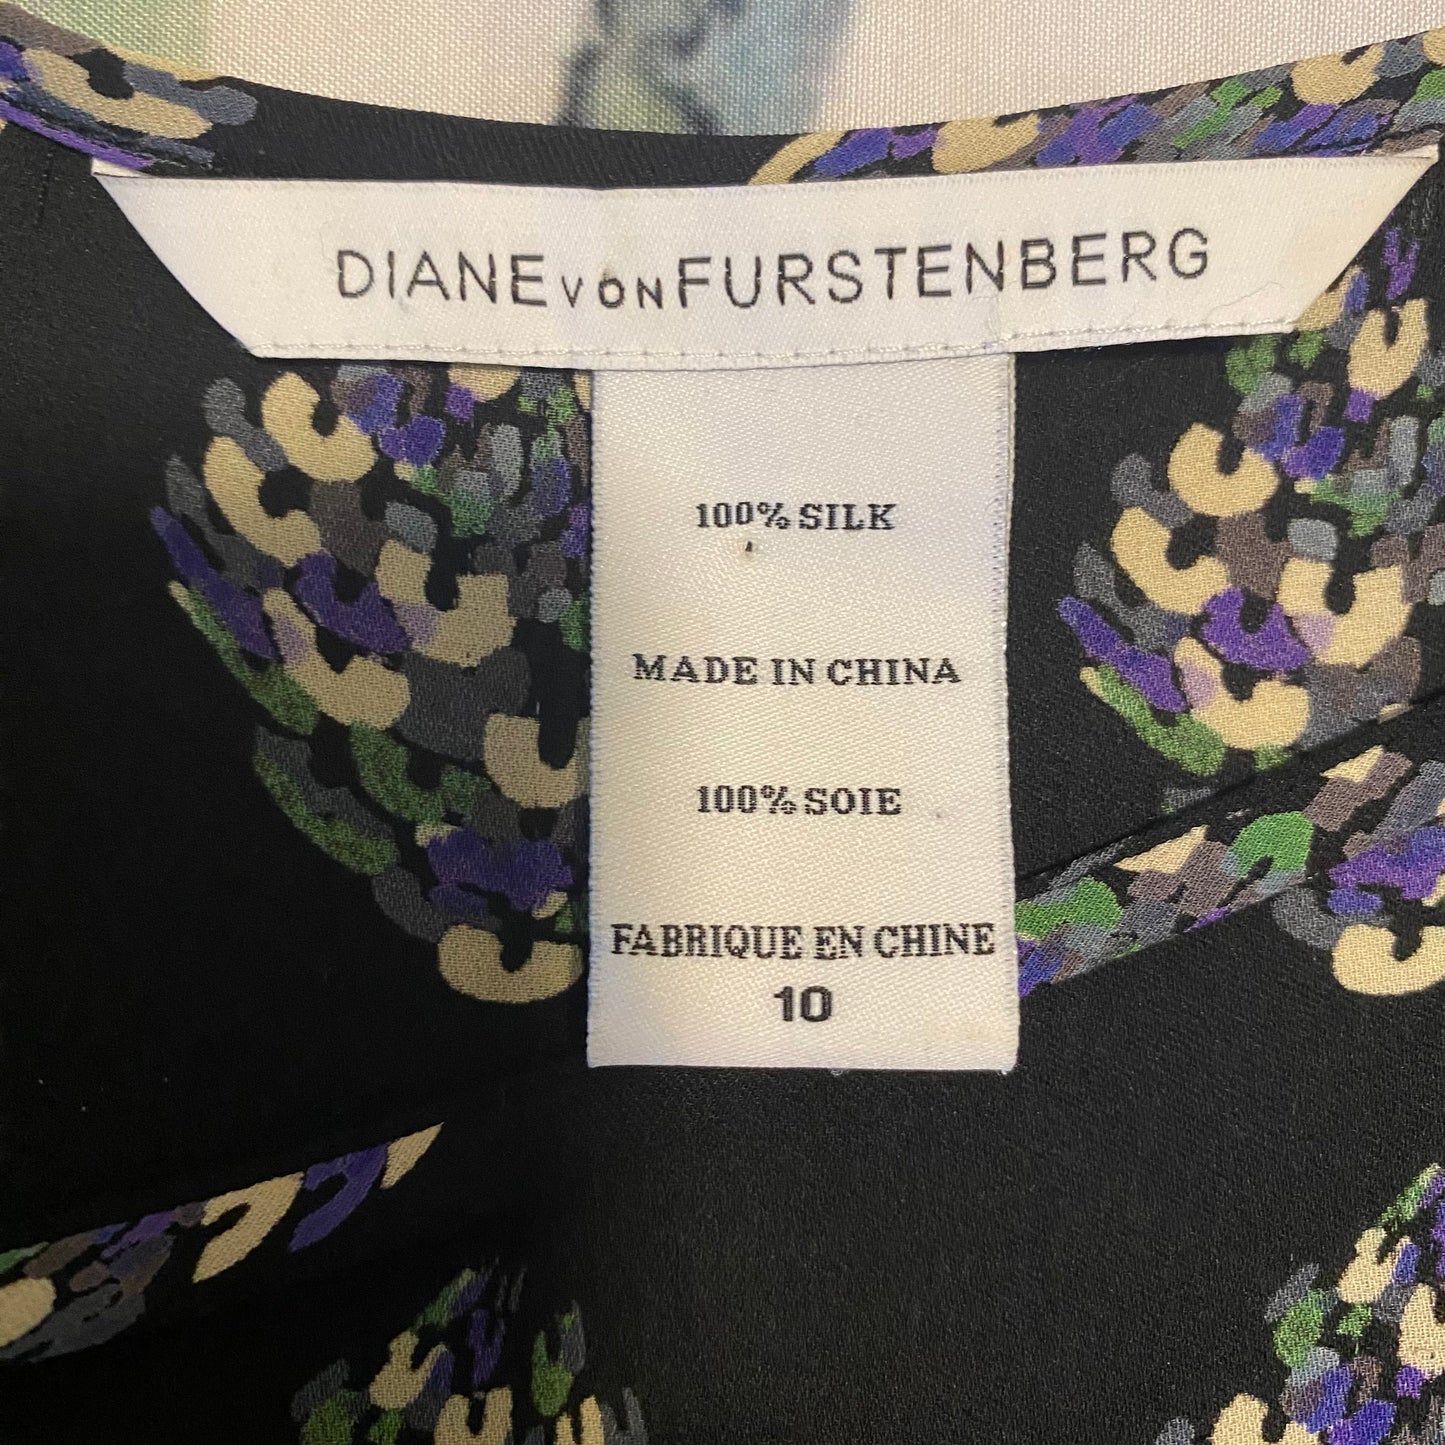 DIANE VON FURSTENBERG
100% SILK
MADE IN CHINA
100% SOIE
FABRIQUE EN CHINE
10